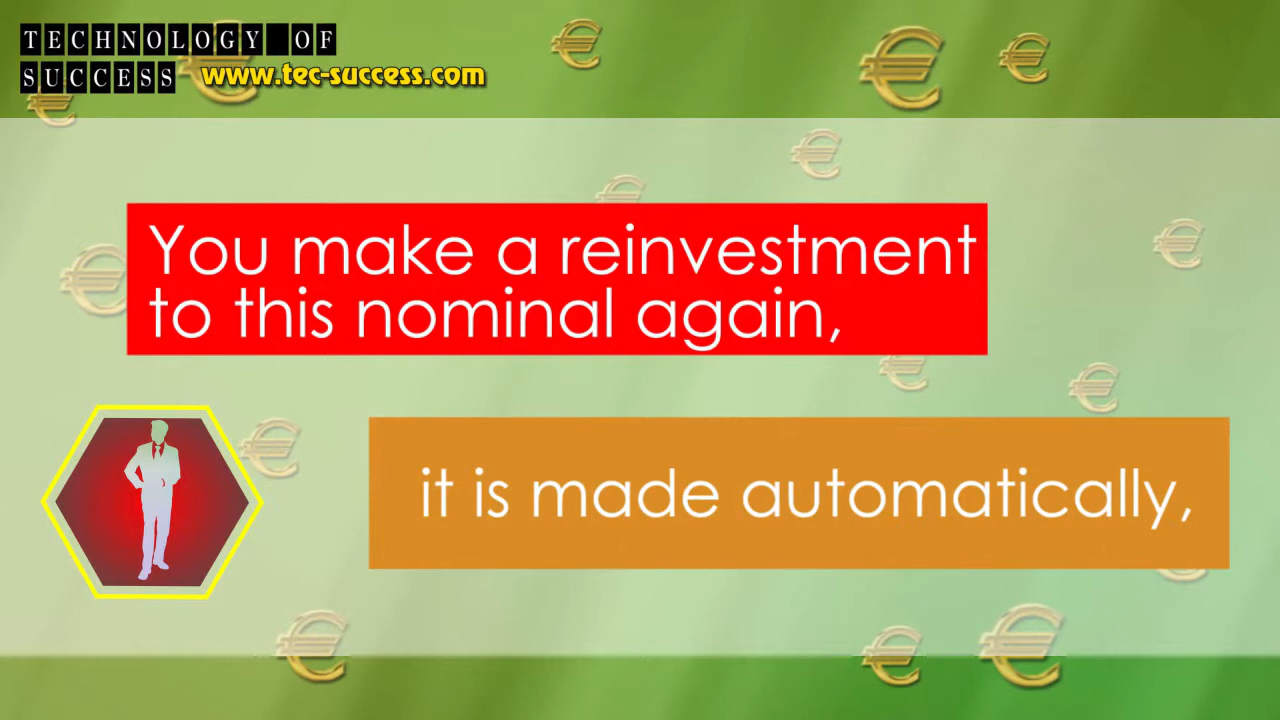 TECHNOLOGY OF
SUCCESS www.tec-success.com
You make a reinvestment
to this nominal again,
it is made automatically,